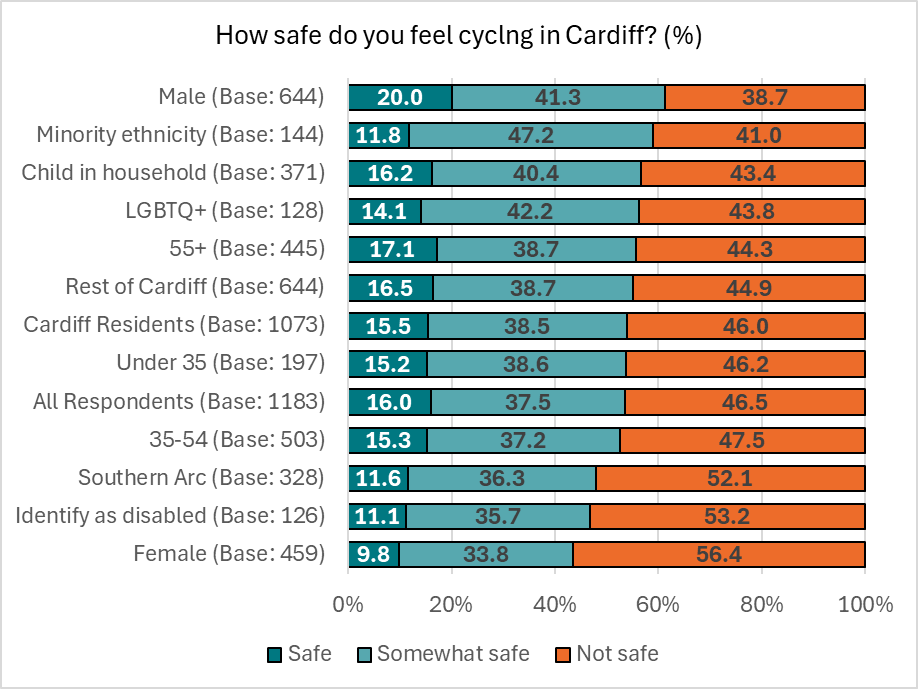 How safe do you feel cyclng in Cardiff? (%)
Male (Base: 644) 20.0 41.3 38.7
Minority ethnicity (Base: 144) 11.8 47.2 41.0
Child in household (Base: 371) 16.2 40.4 43.4
LGBTQ+ (Base: 128) 14.1 42.2 43.8
55+ (Base: 445) 17.1 38.7 44.3
Rest of Cardiff (Base: 644) 16.5 38.7 44.9
Cardiff Residents (Base: 1073) 15.5 38.5 46.0
Under 35 (Base: 197) 15.2 38.6 46.2
All Respondents (Base: 1183) 16.0 37.5 46.5
35-54 (Base: 503) 15.3 37.2 47.5
Southern Arc (Base: 328) 11.6 36.3 52.1
Identify as disabled (Base: 126) 11.1 35.7 53.2
Female (Base: 459) 9.8 33.8 56.4
0% 20% 40% 60% 80% 100%
Safe Somewhat safe Not safe